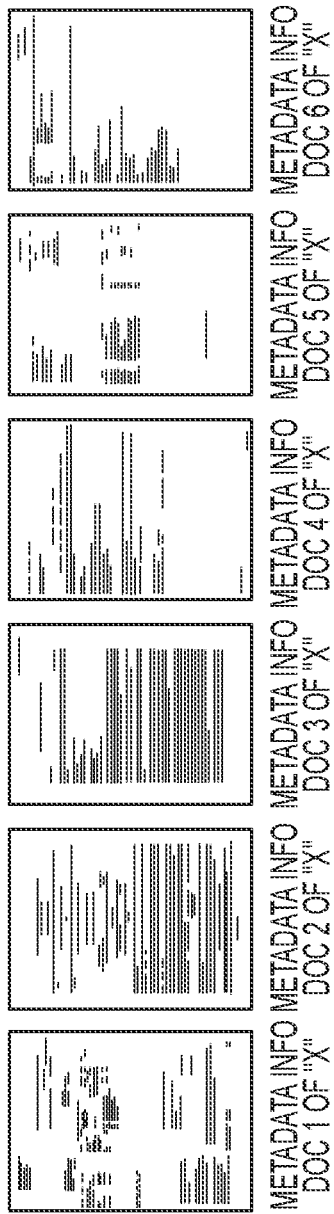 METADATA INFO
DOC 1 OF "X"
METADATA INFO
DOC 2 OF "X"
METADATA INFO
DOC 3 OF "X"
METADATA INFO
DOC 4 OF "X"
METADATA INFO
DOC 5 OF "X"
METADATA INFO
DOC 6 OF "X"